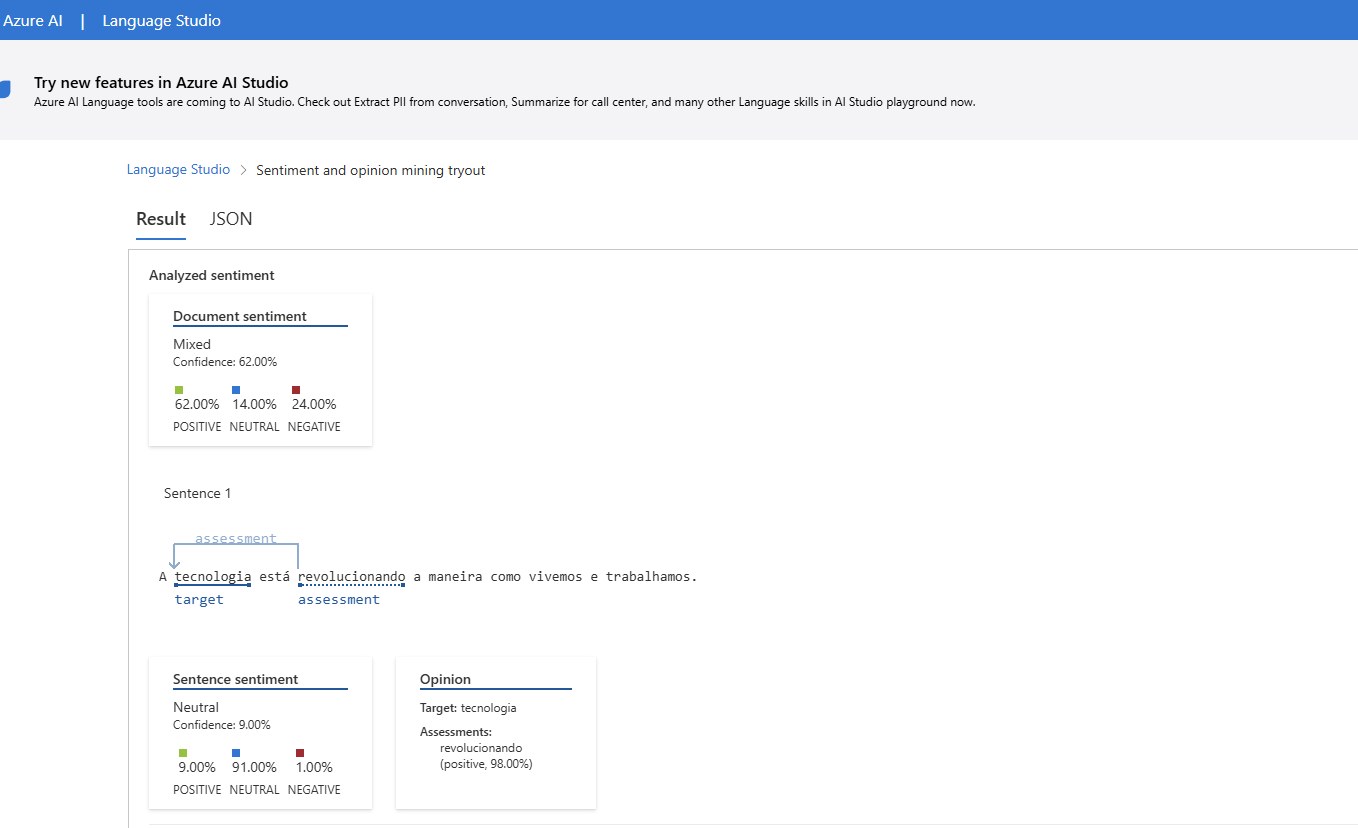 Azure AI | Language Studio
Try new features in Azure AI Studio
Azure AI Language tools are coming to AI Studio. Check out Extract PII from conversation, Summarize for call center, and many other Language skills in AI Studio playground now.
Language Studio > Sentiment and opinion mining tryout
Result JSON
Analyzed sentiment
Document sentiment
Mixed
Confidence: 62.00%
62.00% 14.00% 24.00%
POSITIVE NEUTRAL NEGATIVE
Sentence 1
assessment
A tecnologia está revolucionando a maneira como vivemos e trabalhamos.
target assessment
Sentence sentiment
Neutral
Confidence: 9.00%
9.00% 91.00% 1.00%
POSITIVE NEUTRAL NEGATIVE
Opinion
Target: tecnologia
Assessments:
revolucionando
(positive, 98.00%)